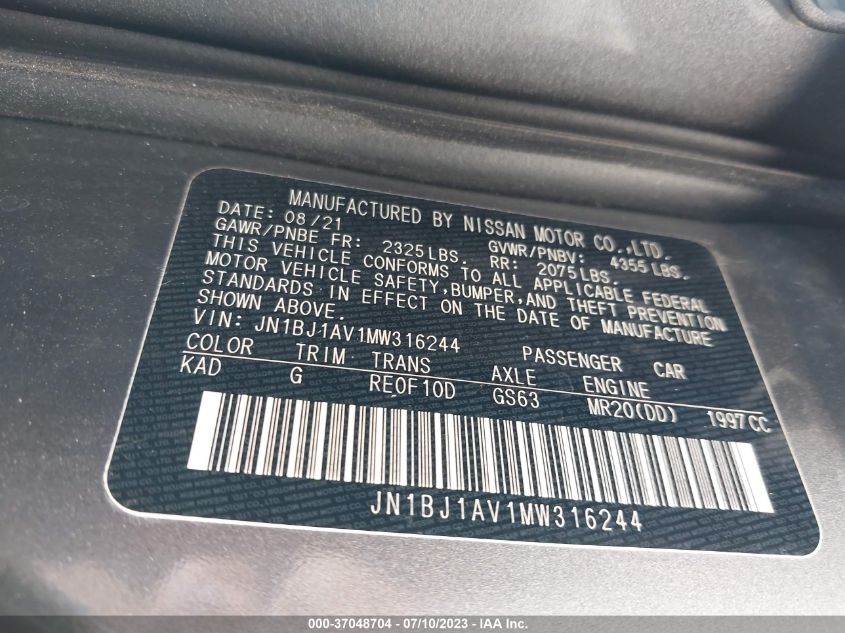 MANUFACTURED BY NISSAN MOTOR CO.,LTD.
DATE: 08/21 GVWR/PNBV: 4355LBS.
GAWR/PNBE FR: 2325LBS. RR: 2075LBS.
THIS VEHICLE CONFORMS TO ALL APPLICABLE FEDERAL
MOTOR VEHICLE SAFETY,BUMPER,AND THEFT PREVENTION
STANDARDS IN EFFECT ON THE DATE OF MANUFACTURE
SHOWN ABOVE.
VIN: JN1BJ1AV1MW316244 PASSENGER CAR
COLOR TRIM TRANS AXLE ENGINE
KAD G RE0F10D GS63 MR20(DD) 1997CC
JN1BJ1AV1MW316244
000-37048704 - 07/10/2023 - IAA Inc.